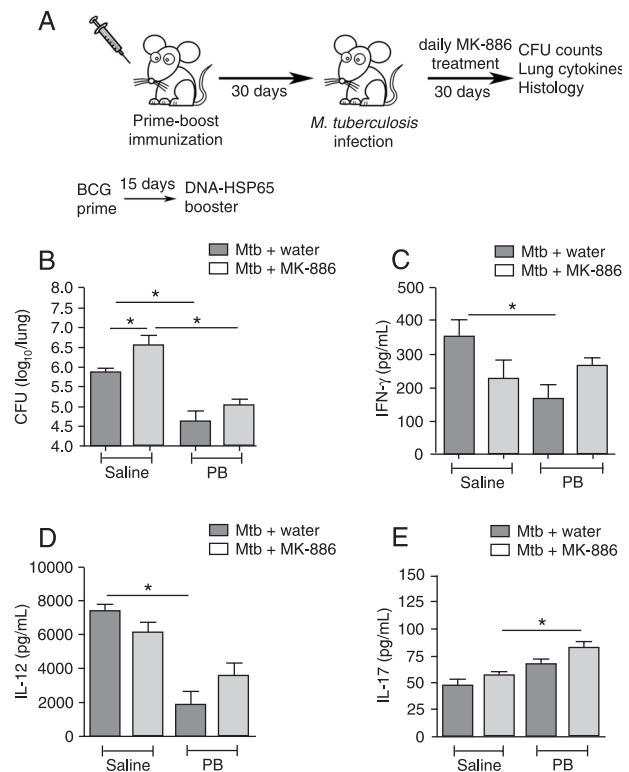 A
Prime-boost
immunization
30 days
M. tuberculosis
infection
daily MK-886
treatment
30 days
CFU counts
Lung cytokines
Histology
BCG
prime
15 days
DNA-HSP65
booster
B
Mtb + water
Mtb + MK-886
CFU (log10/lung)
8.0
7.5
7.0
6.5
6.0
5.5
5.0
4.5
4.0
*
*
*
Saline
PB
C
Mtb + water
Mtb + MK-886
IFN-γ (pg/mL)
500
400
300
200
100
0
*
Saline
PB
D
Mtb + water
Mtb + MK-886
IL-12 (pg/mL)
10000
8000
6000
4000
2000
0
*
Saline
PB
E
Mtb + water
Mtb + MK-886
IL-17 (pg/mL)
150
125
100
75
50
25
0
*
Saline
PB